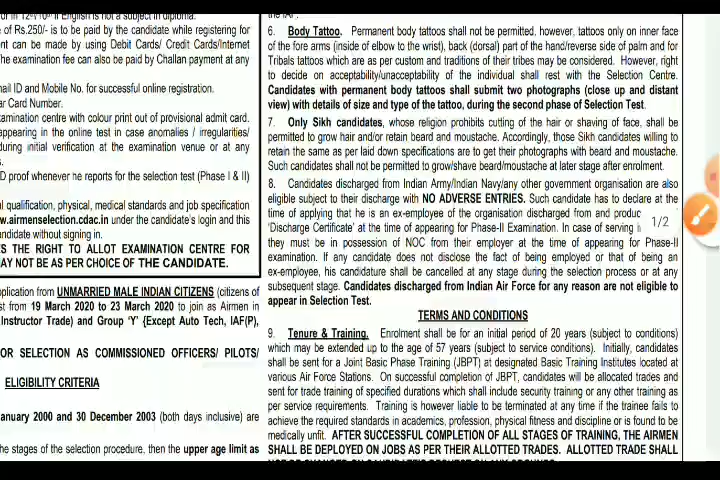 or in 12th/10th if English is not a subject in diploma.
e of Rs.250/- is to be paid by the candidate while registering for
ent can be made by using Debit Cards/ Credit Cards/Internet
The examination fee can also be paid by Challan payment at any
ail ID and Mobile No. for successful online registration.
ar Card Number.
xamination centre with colour print out of provisional admit card.
appearing in the online test in case anomalies / irregularities/
during initial verification at the examination venue or at any
s.
D proof whenever he reports for the selection test (Phase I & II)
al qualification, physical, medical standards and job specification
ww.airmenselection.cdac.in under the candidate's login and this
andidate without signing in.
ES THE RIGHT TO ALLOT EXAMINATION CENTRE FOR
MAY NOT BE AS PER CHOICE OF THE CANDIDATE.
pplication from UNMARRIED MALE INDIAN CITIZENS (citizens of
st from 19 March 2020 to 23 March 2020 to join as Airmen in
Instructor Trade) and Group 'Y' {Except Auto Tech, IAF(P),
OR SELECTION AS COMMISSIONED OFFICERS/ PILOTS/
ELIGIBILITY CRITERIA
anuary 2000 and 30 December 2003 (both days inclusive) are
the stages of the selection procedure, then the upper age limit as
the IAF.
6. Body Tattoo. Permanent body tattoos shall not be permitted, however, tattoos only on inner face
of the fore arms (inside of elbow to the wrist), back (dorsal) part of the hand/reverse side of palm and for
Tribals tattoos which are as per custom and traditions of their tribes may be considered. However,
right to decide on acceptability/unacceptability of the individual shall rest with the Selection Centre.
Candidates with permanent body tattoos shall submit two photographs (close up and distant
view) with details of size and type of the tattoo, during the second phase of Selection Test.
7. Only Sikh candidates, whose religion prohibits cutting of the hair or shaving of face, shall be
permitted to grow hair and/or retain beard and moustache. Accordingly, those Sikh candidates willing to
retain the same as per laid down specifications are to get their photographs with beard and moustache.
Such candidates shall not be permitted to grow/shave beard/moustache at later stage after enrolment.
8. Candidates discharged from Indian Army/Indian Navy/any other government organisation are also
eligible subject to their discharge with NO ADVERSE ENTRIES. Such candidate has to declare at the
time of applying that he is an ex-employee of the organisation discharged from and produc
'Discharge Certificate' at the time of appearing for Phase-II Examination. In case of serving i
they must be in possession of NOC from their employer at the time of appearing for Phase-II
examination. If any candidate does not disclose the fact of being employed or that of being an
ex-employee, his candidature shall be cancelled at any stage during the selection process or at any
subsequent stage. Candidates discharged from Indian Air Force for any reason are not eligible to
appear in Selection Test.
1/2
TERMS AND CONDITIONS
9. Tenure & Training. Enrolment shall be for an initial period of 20 years (subject to conditions)
which may be extended up to the age of 57 years (subject to service conditions). Initially, candidates
shall be sent for a Joint Basic Phase Training (JBPT) at designated Basic Training Institutes located at
various Air Force Stations. On successful completion of JBPT, candidates will be allocated trades and
sent for trade training of specified durations which shall include security training or any other training as
per service requirements. Training is however liable to be terminated at any time if the trainee fails to
achieve the required standards in academics, profession, physical fitness and discipline or is found to be
medically unfit. AFTER SUCCESSFUL COMPLETION OF ALL STAGES OF TRAINING, THE AIRMEN
SHALL BE DEPLOYED ON JOBS AS PER THEIR ALLOTTED TRADES. ALLOTTED TRADE SHALL